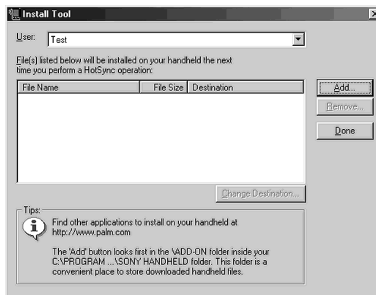 Install Tool
User: Test
File(s) listed below will be installed on your handheld the next
time you perform a HotSync operation:
File Name File Size Destination
Add...
Remove...
Done
Change Destination...
Tips:
Find other applications to install on your handheld at
http://www.palm.com
The 'Add' button looks first in the \ADD-ON folder inside your
C:\PROGRAM ...\SONY HANDHELD folder. This folder is a
convenient place to store downloaded handheld files.